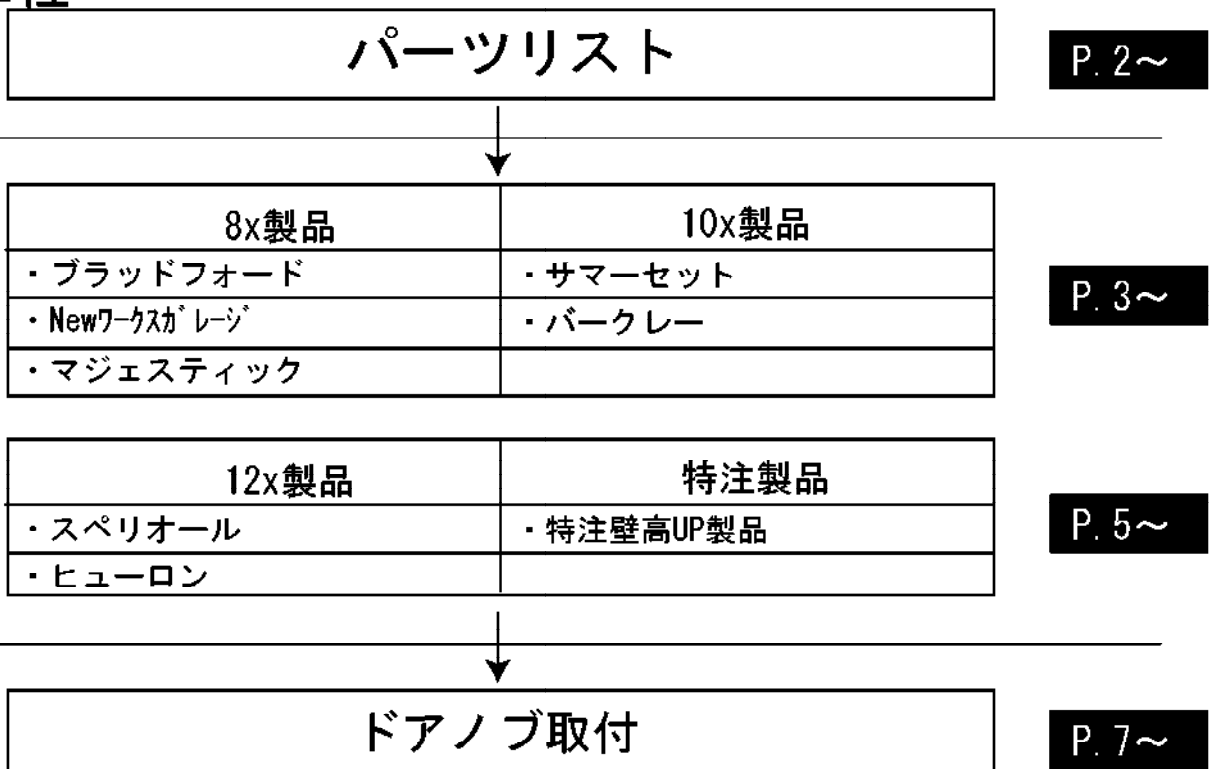 パーツリスト
P. 2～
8x製品 10x製品
・ブラッドフォード ・サマーセット
・Newﾜｰｸｽｶﾞﾚｰｼﾞ ・バークレー
・マジェスティック
P. 3～
12x製品 特注製品
・スペリオール ・特注壁高UP製品
・ヒューロン
P. 5～
ドアノブ取付
P. 7～